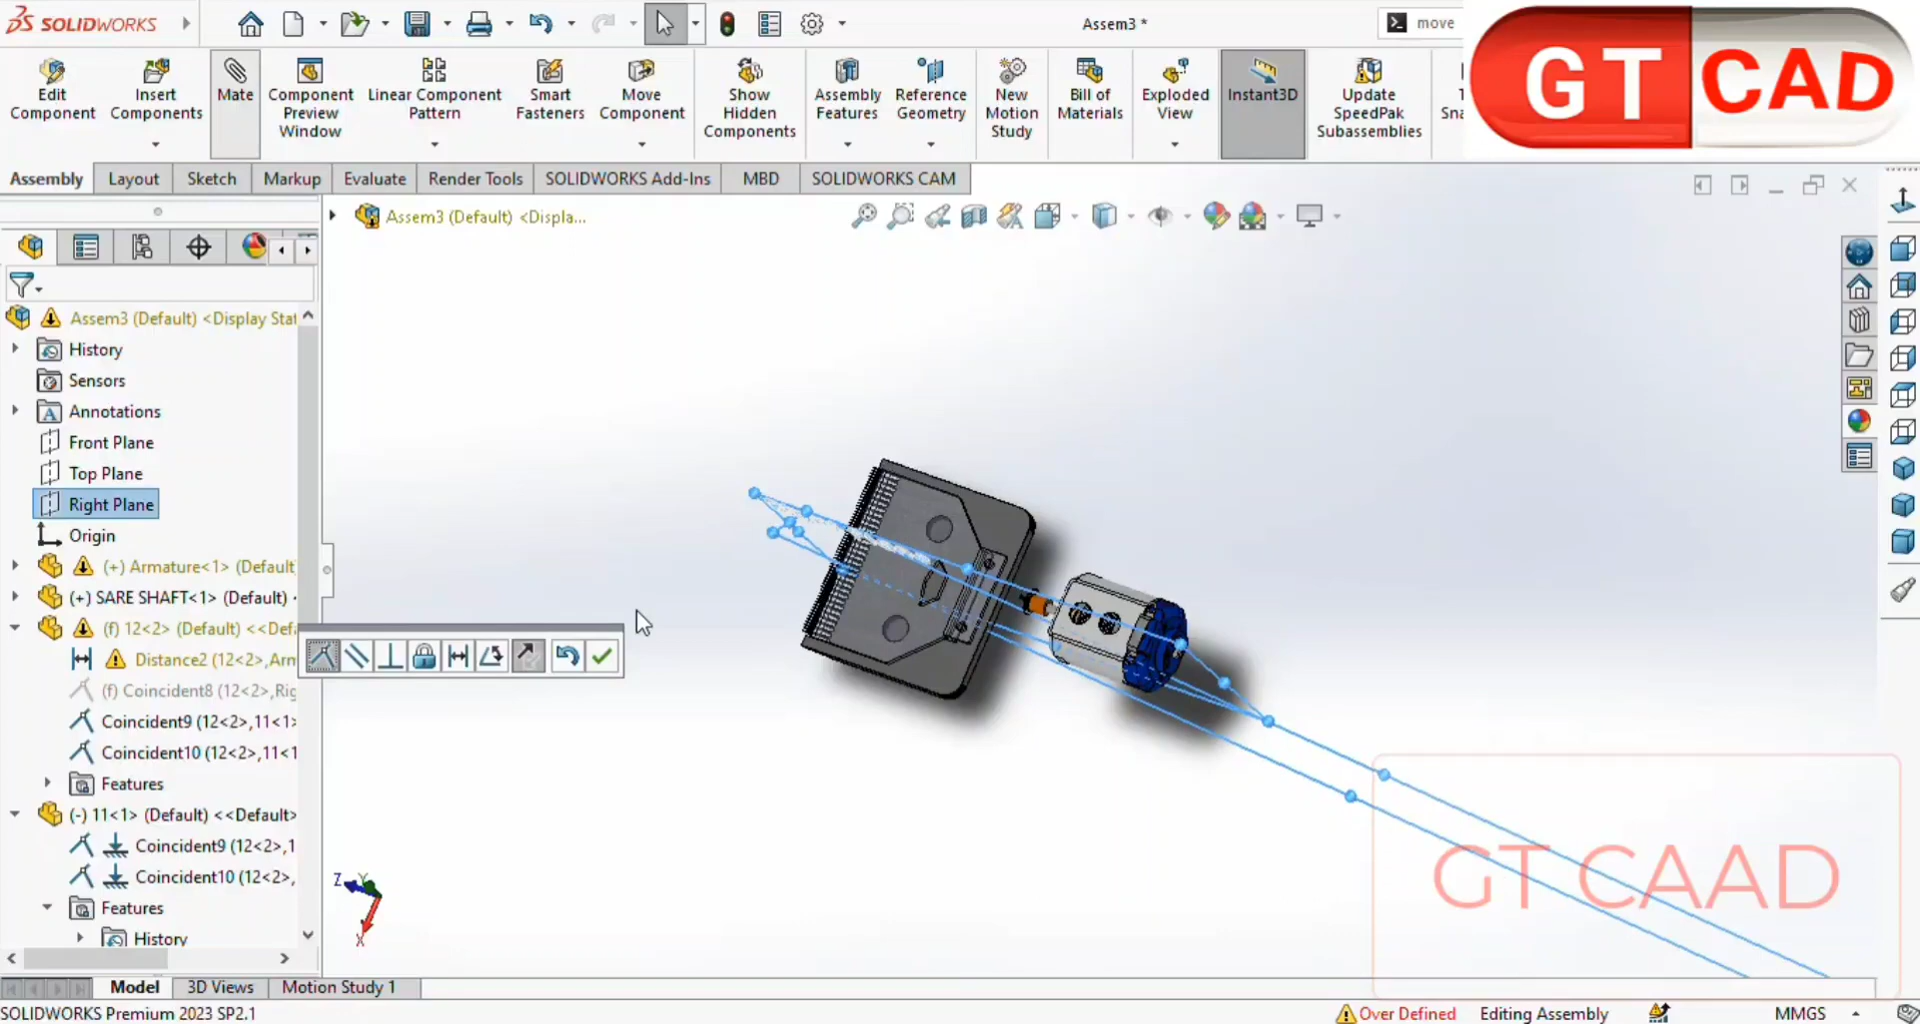 SOLIDWORKS
Assem3 *
move
GT CAD
Edit Component
Insert Components
Mate
Component Preview Window
Linear Component Pattern
Smart Fasteners
Move Component
Show Hidden Components
Assembly Features
Reference Geometry
New Motion Study
Bill of Materials
Exploded View
Instant3D
Update SpeedPak Subassemblies
Assembly
Layout
Sketch
Markup
Evaluate
Render Tools
SOLIDWORKS Add-Ins
MBD
SOLIDWORKS CAM
Assem3 (Default) <Displa...
Assem3 (Default) <Display Stat
History
Sensors
Annotations
Front Plane
Top Plane
Right Plane
Origin
(+) Armature<1> (Default)
(+) SARE SHAFT<1> (Default)
(f) 12<2> (Default) <<Defa
Distance2 (12<2>,Arn
(f) Coincident8 (12<2>,Rig
Coincident9 (12<2>,11<1>
Coincident10 (12<2>,11<1
Features
(-) 11<1> (Default) <<Default>
Coincident9 (12<2>,1
Coincident10 (12<2>,
Features
History
Z
Y
X
GT CAAD
Model
3D Views
Motion Study 1
SOLIDWORKS Premium 2023 SP2.1
Over Defined
Editing Assembly
MMGS